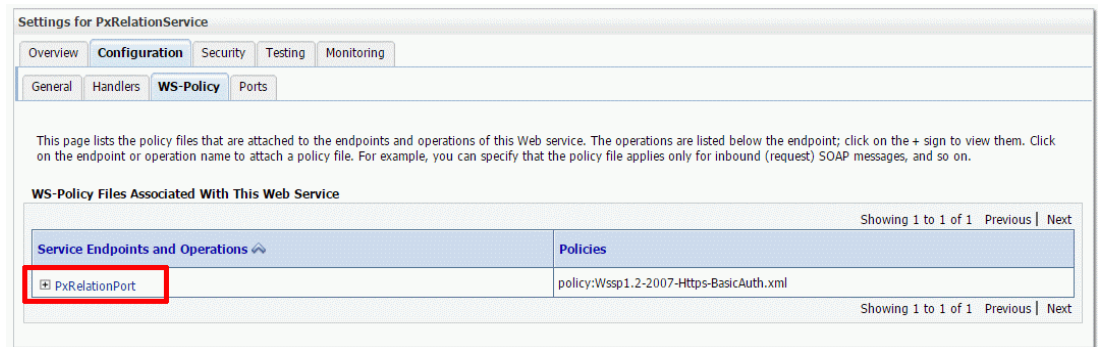 Settings for PxRelationService
Overview Configuration Security Testing Monitoring
General Handlers WS-Policy Ports
This page lists the policy files that are attached to the endpoints and operations of this Web service. The operations are listed below the endpoint; click on the + sign to view them. Click
on the endpoint or operation name to attach a policy file. For example, you can specify that the policy file applies only for inbound (request) SOAP messages, and so on.
WS-Policy Files Associated With This Web Service
Showing 1 to 1 of 1 Previous | Next
Service Endpoints and Operations Policies
PxRelationPort policy:Wssp1.2-2007-Https-BasicAuth.xml
Showing 1 to 1 of 1 Previous | Next